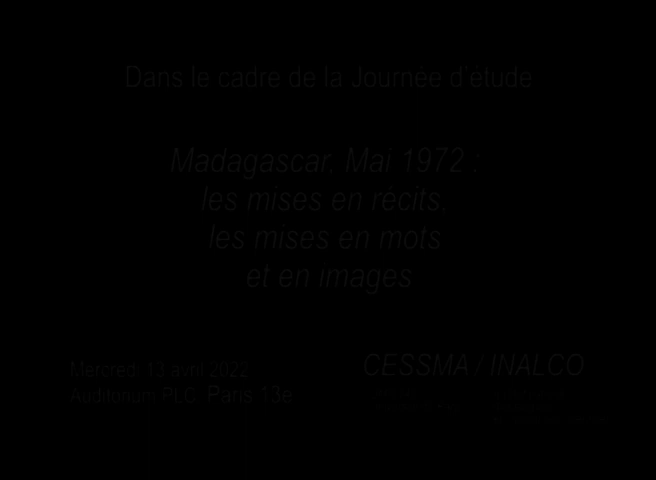 Dans le cadre de la Journée d'étude
Madagascar, Mai 1972 :
les mises en récits,
les mises en mots
et en images
Mercredi 13 avril 2022
Auditorium PLC, Paris 13e
CESSMA / INALCO